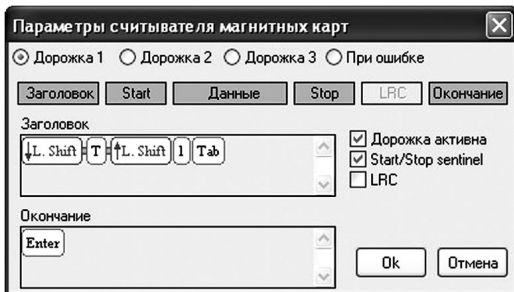 Параметры считывателя магнитных карт
Дорожка 1 Дорожка 2 Дорожка 3 При ошибке
Заголовок Start Данные Stop LRC Окончание
Заголовок
↓L. Shift T ↑L. Shift 1 Tab
Дорожка активна
Start/Stop sentinel
LRC
Окончание
Enter
Ok Отмена